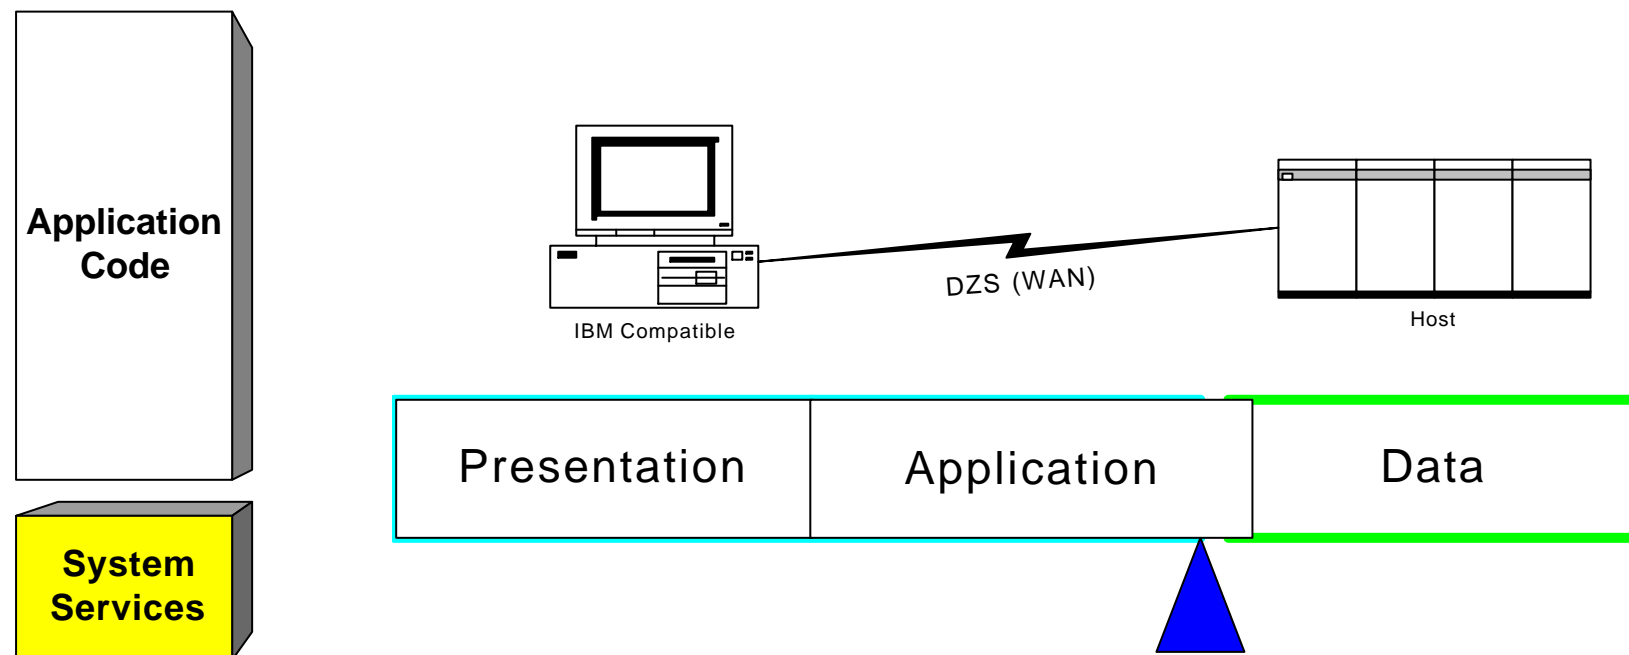 Application
Code
System
Services
IBM Compatible
DZS (WAN)
Host
Presentation
Application
Data